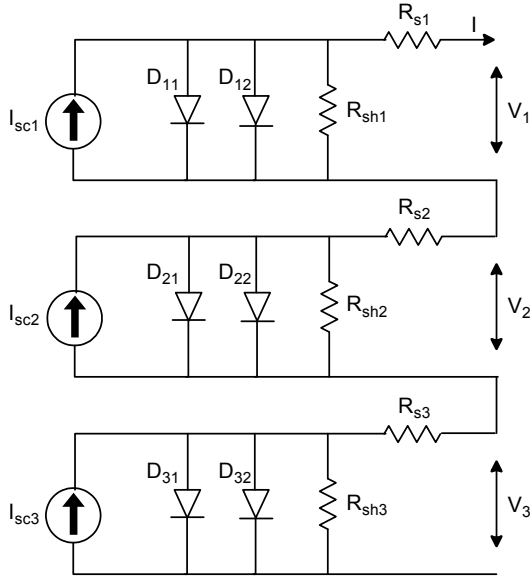 R_s1
I
D_11
D_12
I_sc1
R_sh1
V_1
R_s2
D_21
D_22
I_sc2
R_sh2
V_2
R_s3
D_31
D_32
I_sc3
R_sh3
V_3